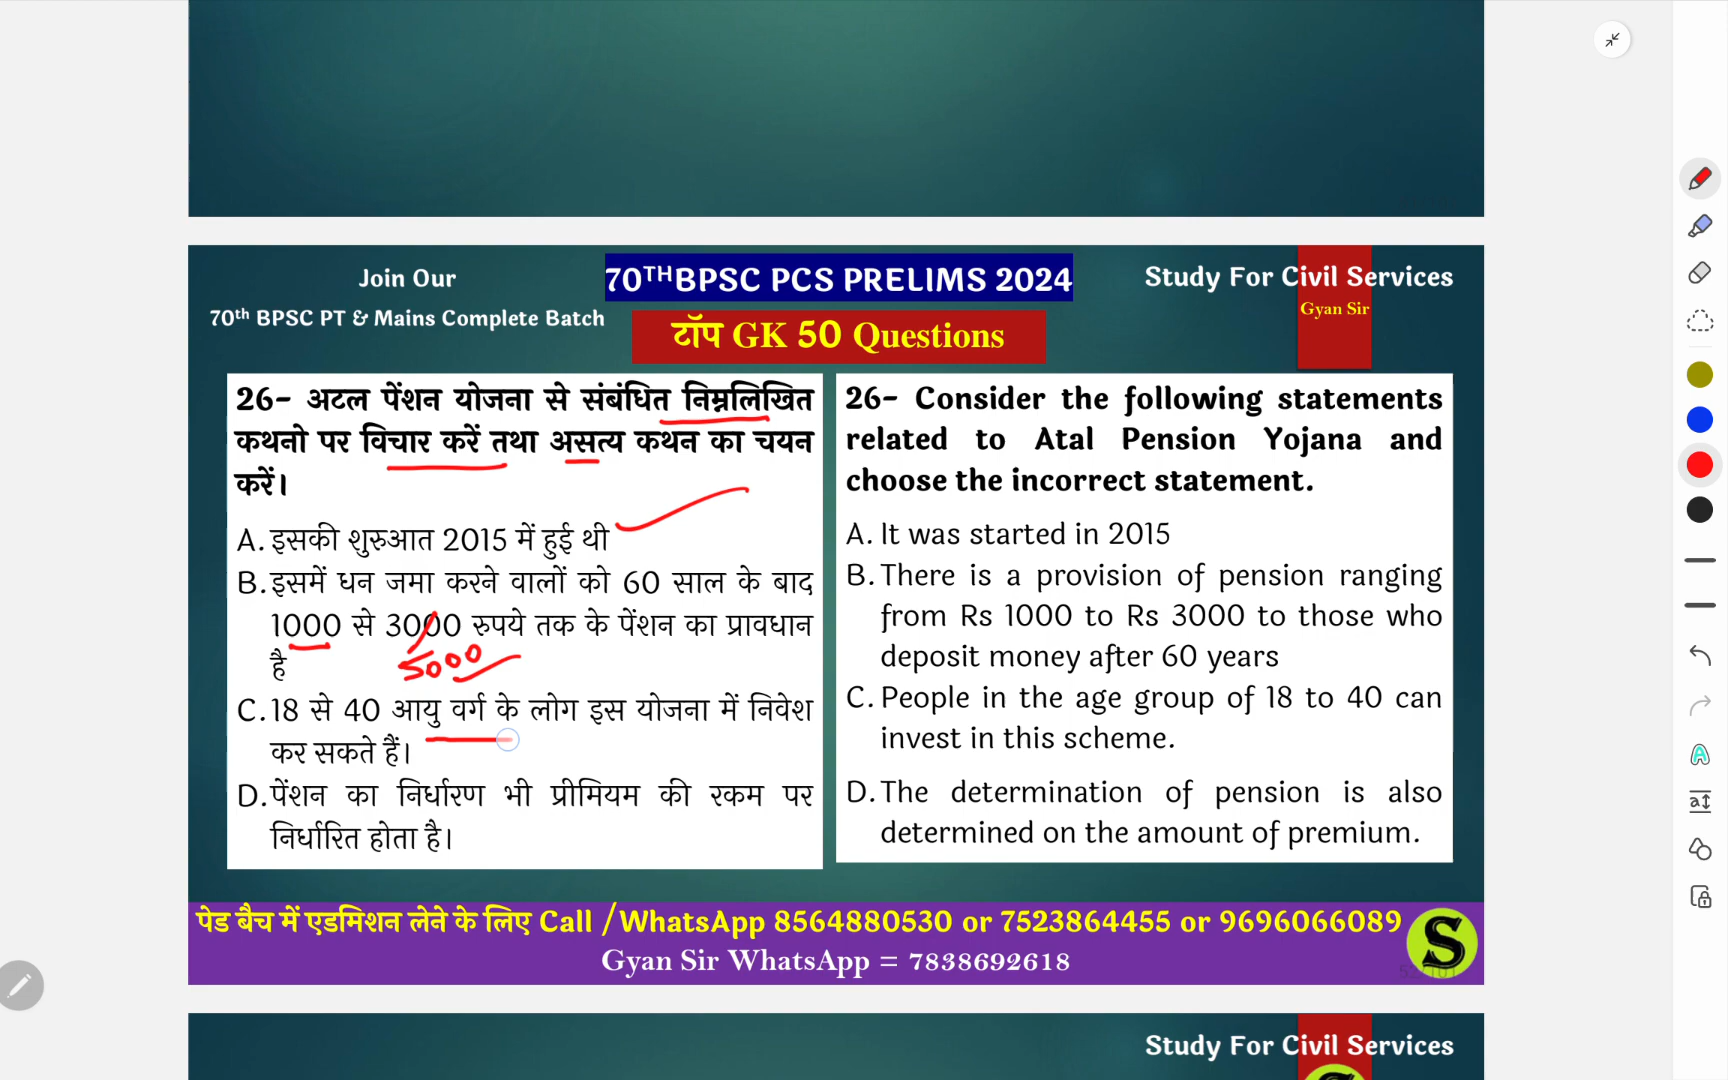 Join Our
70th BPSC PT & Mains Complete Batch
70THBPSC PCS PRELIMS 2024
टॉप GK 50 Questions
Study For Civil Services
Gyan Sir
26- अटल पेंशन योजना से संबंधित निम्नलिखित
कथनो पर विचार करें तथा असत्य कथन का चयन
करें।
A. इसकी शुरुआत 2015 में हुई थी
B. इसमें धन जमा करने वालों को 60 साल के बाद
1000 से 3000 रुपये तक के पेंशन का प्रावधान
है
5000
C. 18 से 40 आयु वर्ग के लोग इस योजना में निवेश
कर सकते हैं।
D. पेंशन का निर्धारण भी प्रीमियम की रकम पर
निर्धारित होता है।
26- Consider the following statements
related to Atal Pension Yojana and
choose the incorrect statement.
A. It was started in 2015
B. There is a provision of pension ranging
from Rs 1000 to Rs 3000 to those who
deposit money after 60 years
C. People in the age group of 18 to 40 can
invest in this scheme.
D. The determination of pension is also
determined on the amount of premium.
पेड बैच में एडमिशन लेने के लिए Call /WhatsApp 8564880530 or 7523864455 or 9696066089
Gyan Sir WhatsApp = 7838692618
S
Study For Civil Services